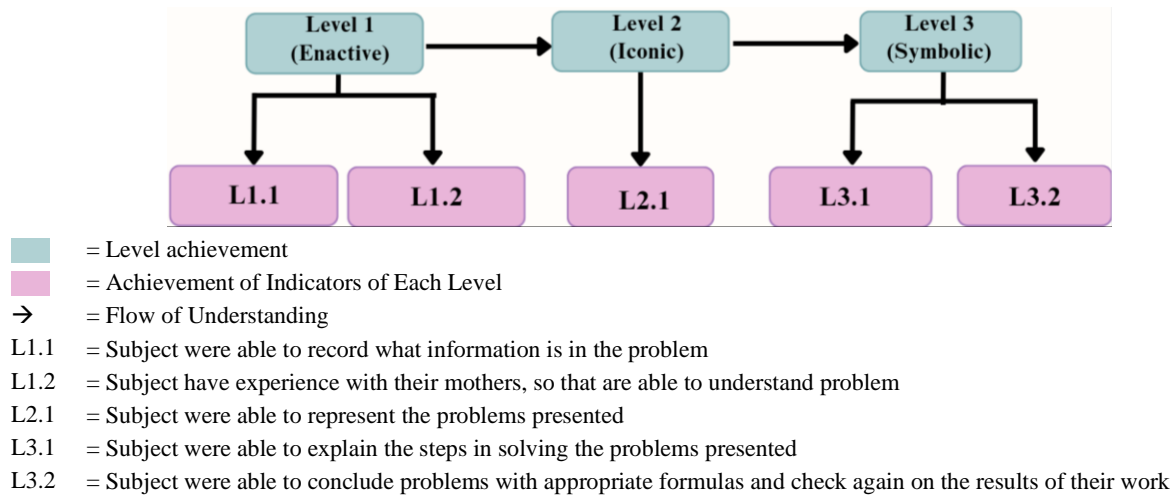 Level 1
(Enactive)
Level 2
(Iconic)
Level 3
(Symbolic)
L1.1
L1.2
L2.1
L3.1
L3.2
= Level achievement
= Achievement of Indicators of Each Level
→ = Flow of Understanding
L1.1 = Subject were able to record what information is in the problem
L1.2 = Subject have experience with their mothers, so that are able to understand problem
L2.1 = Subject were able to represent the problems presented
L3.1 = Subject were able to explain the steps in solving the problems presented
L3.2 = Subject were able to conclude problems with appropriate formulas and check again on the results of their work